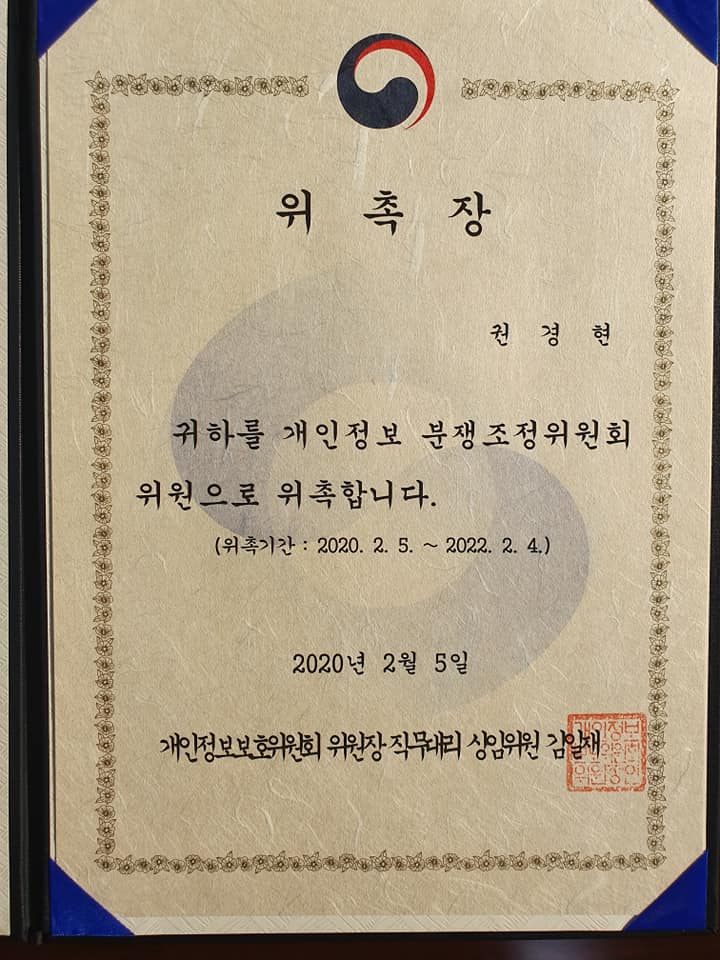 위 촉 장
권 경 현
귀하를 개인정보 분쟁조정위원회
위원으로 위촉합니다.
(위촉기간 : 2020. 2. 5. ~ 2022. 2. 4.)
2020년 2월 5일
개인정보보호위원회 위원장 직무대리 상임위원 김일재